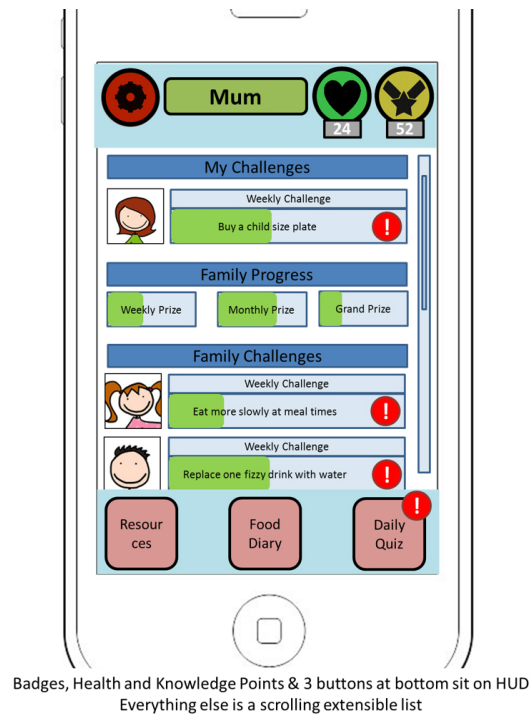 Mum
24
52
My Challenges
Weekly Challenge
Buy a child size plate
!
Family Progress
Weekly Prize
Monthly Prize
Grand Prize
Family Challenges
Weekly Challenge
Eat more slowly at meal times
!
Weekly Challenge
Replace one fizzy drink with water
!
Resour
ces
Food
Diary
Daily
Quiz
!
Badges, Health and Knowledge Points & 3 buttons at bottom sit on HUD
Everything else is a scrolling extensible list